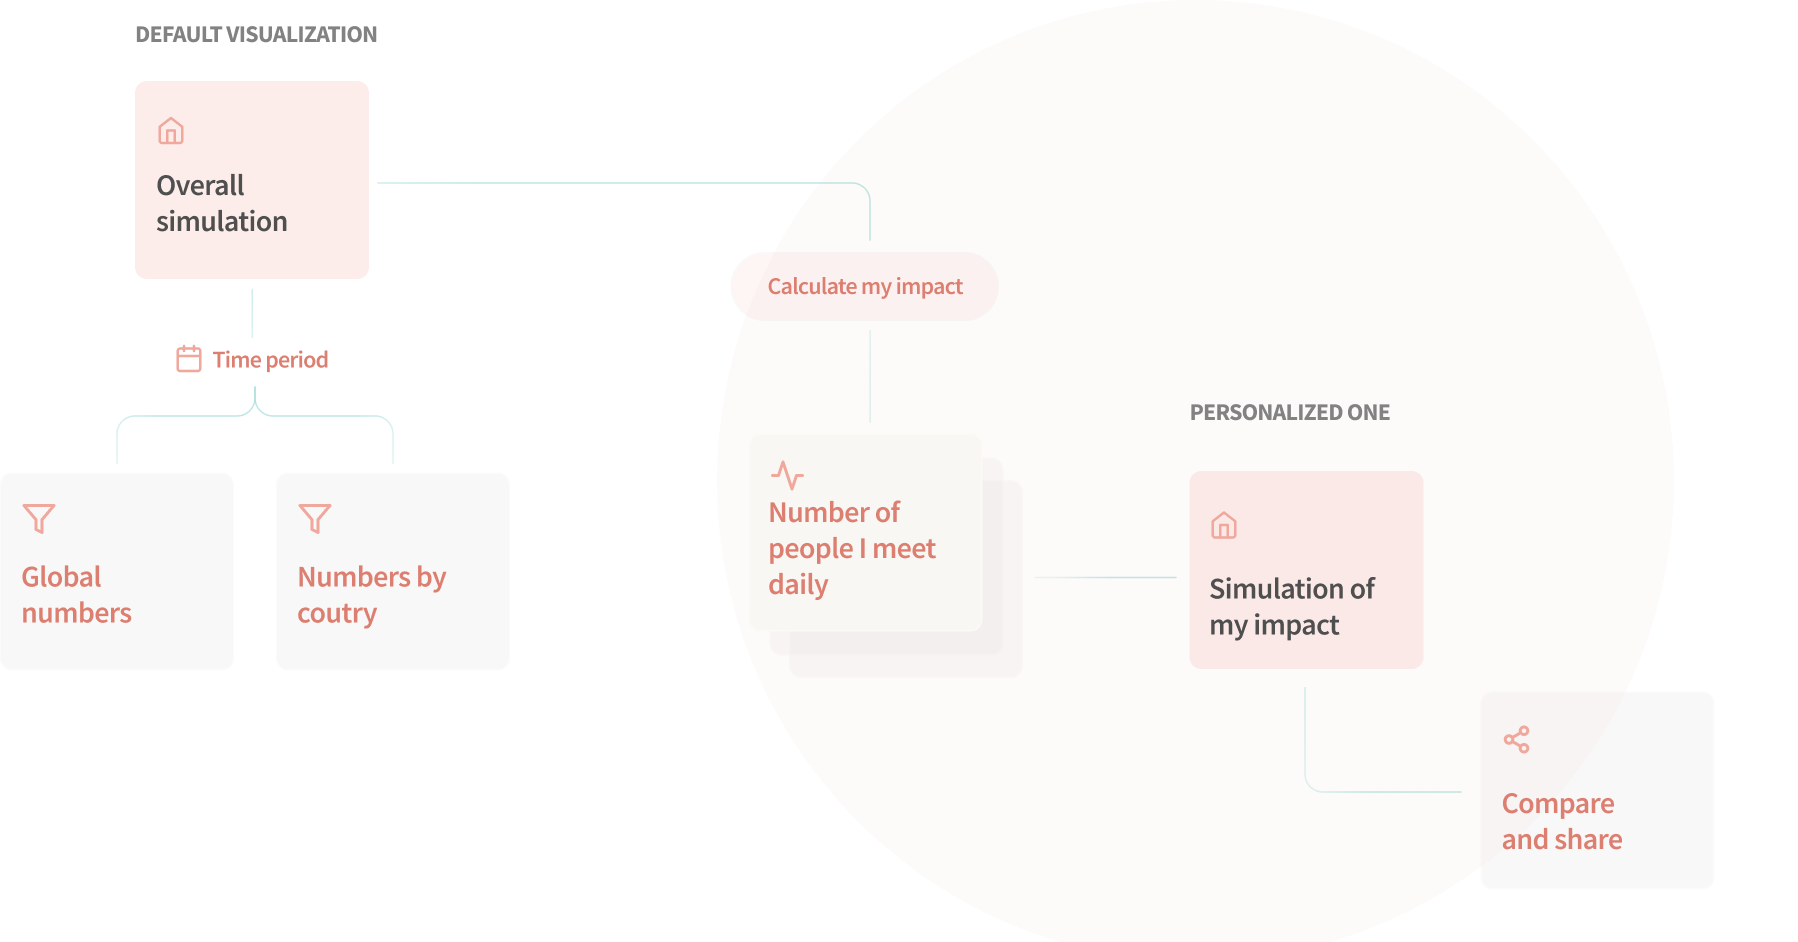 DEFAULT VISUALIZATION
Overall
simulation
Time period
Global
numbers
Numbers by
coutry
Calculate my impact
Number of
people I meet
daily
PERSONALIZED ONE
Simulation of
my impact
Compare
and share